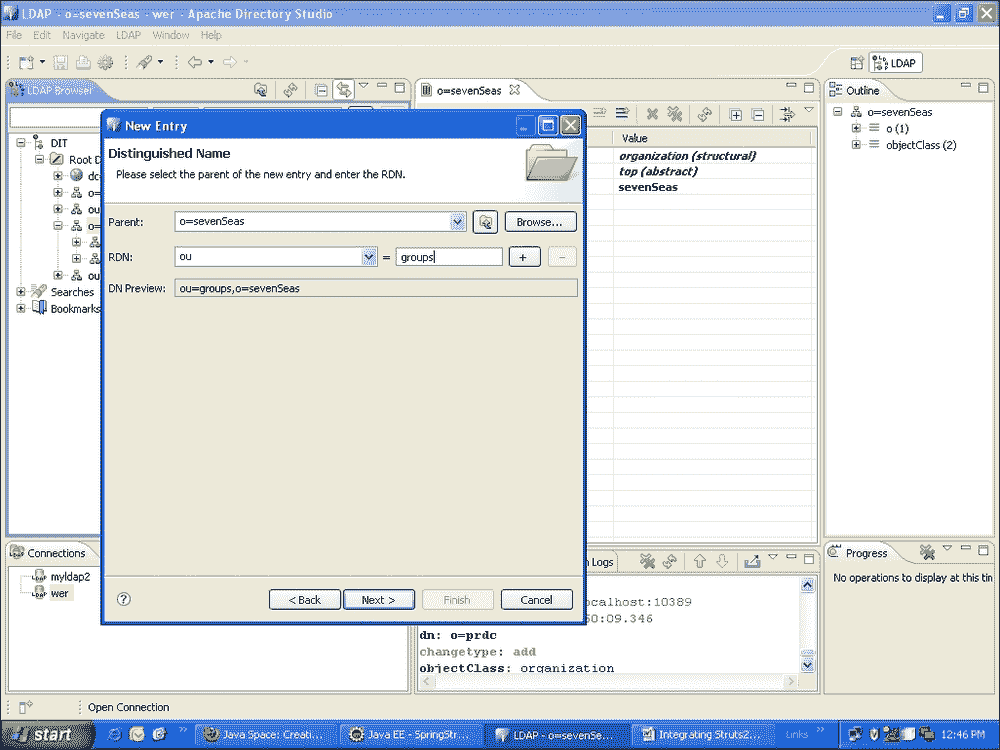 LDAP - o=sevenSeas - wer - Apache Directory Studio
File Edit Navigate LDAP Window Help
LDAP
LDAP Browser
o=sevenSeas
Outline
DIT
Root D
dc
o=
ou
o=
ou
Searches
Bookmarks
New Entry
Distinguished Name
Please select the parent of the new entry and enter the RDN.
Parent: o=sevenSeas Browse...
RDN: ou = groups + -
DN Preview: ou=groups,o=sevenSeas
? < Back Next > Finish Cancel
Value
organization (structural)
top (abstract)
sevenSeas
o=sevenSeas
o (1)
objectClass (2)
Connections
myldap2
wer
Logs
ocalhost:10389
50:09.346
dn: o=prdc
changetype: add
objectClass: organization
Progress
No operations to display at this tin
Open Connection
start
Java Space: Creati...
Java EE - SpringStr...
LDAP - o=sevenSe...
Integrating Struts2...
Links
12:46 PM